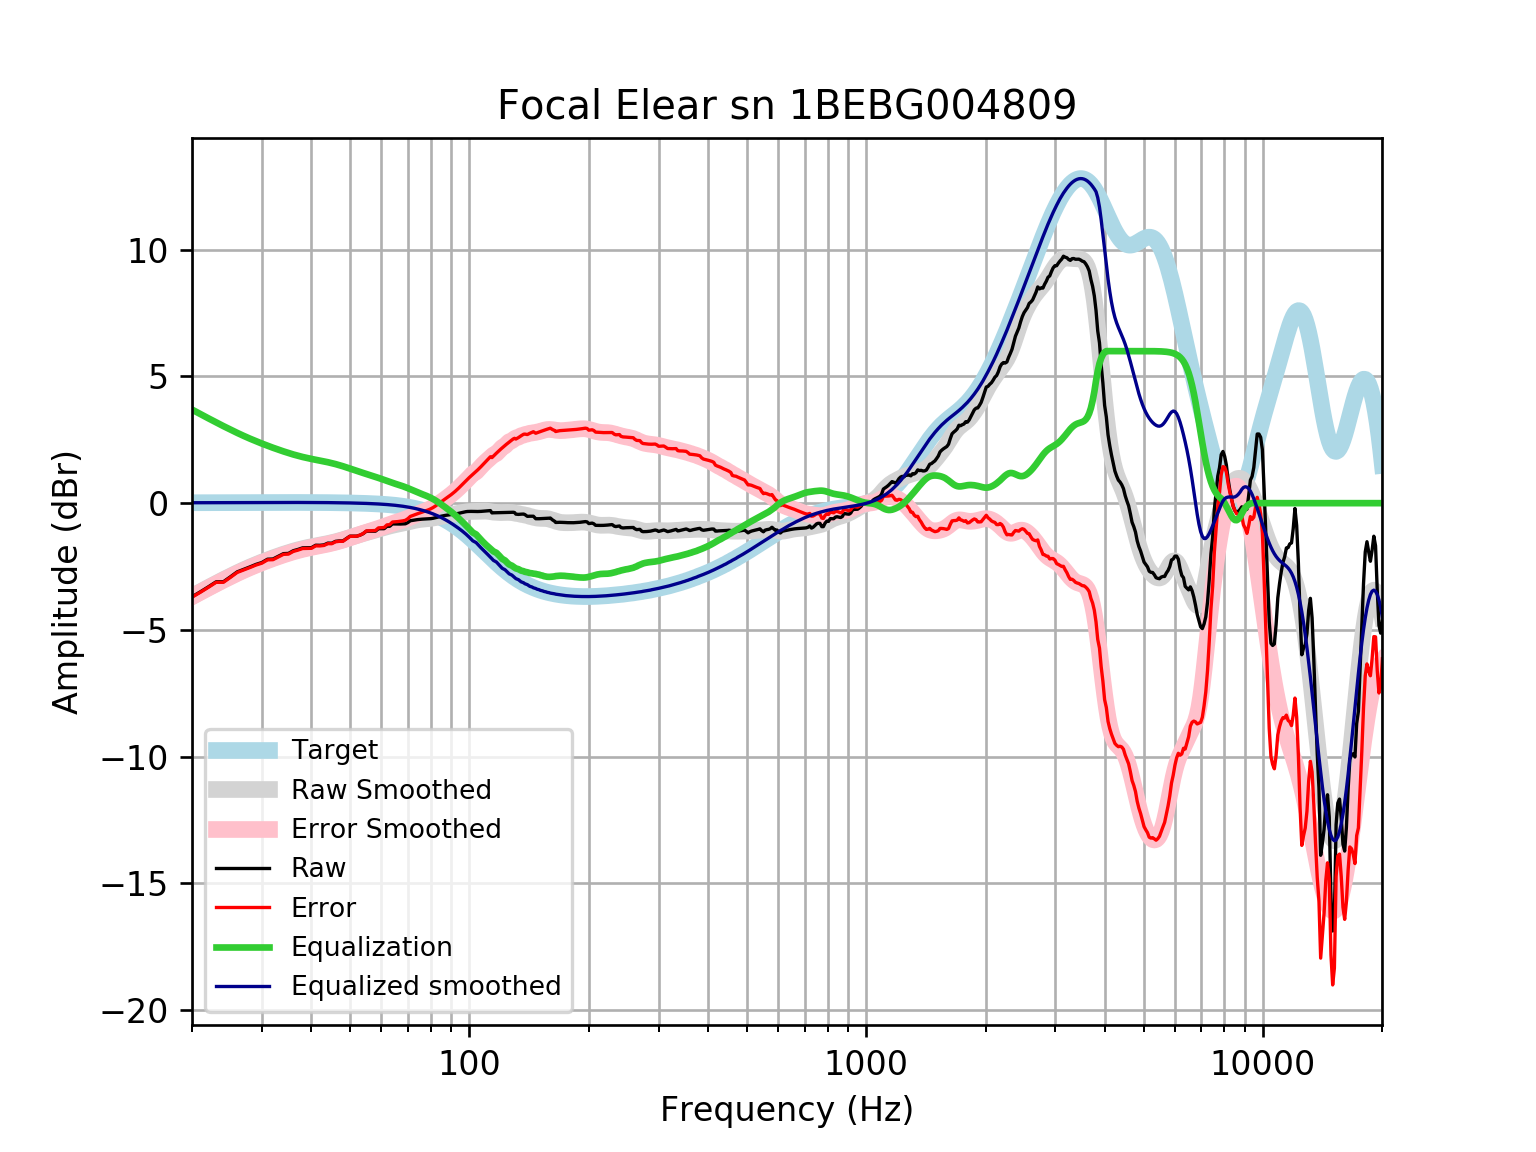 Focal Elear sn 1BEBG004809
Amplitude (dBr)
10
5
0
−5
−10
−15
−20
Target
Raw Smoothed
Error Smoothed
Raw
Error
Equalization
Equalized smoothed
100
1000
10000
Frequency (Hz)